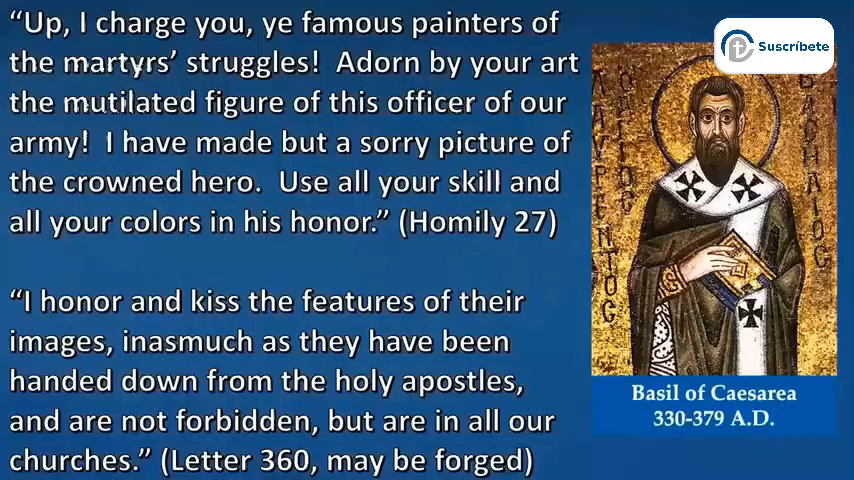 “Up, I charge you, ye famous painters of
the martyrs’ struggles!  Adorn by your art
the mutilated figure of this officer of our
army!  I have made but a sorry picture of
the crowned hero.  Use all your skill and
all your colors in his honor.” (Homily 27)
“I honor and kiss the features of their
images, inasmuch as they have been
handed down from the holy apostles,
and are not forbidden, but are in all our
churches.” (Letter 360, may be forged)
Suscríbete
Basil of Caesarea
330-379 A.D.